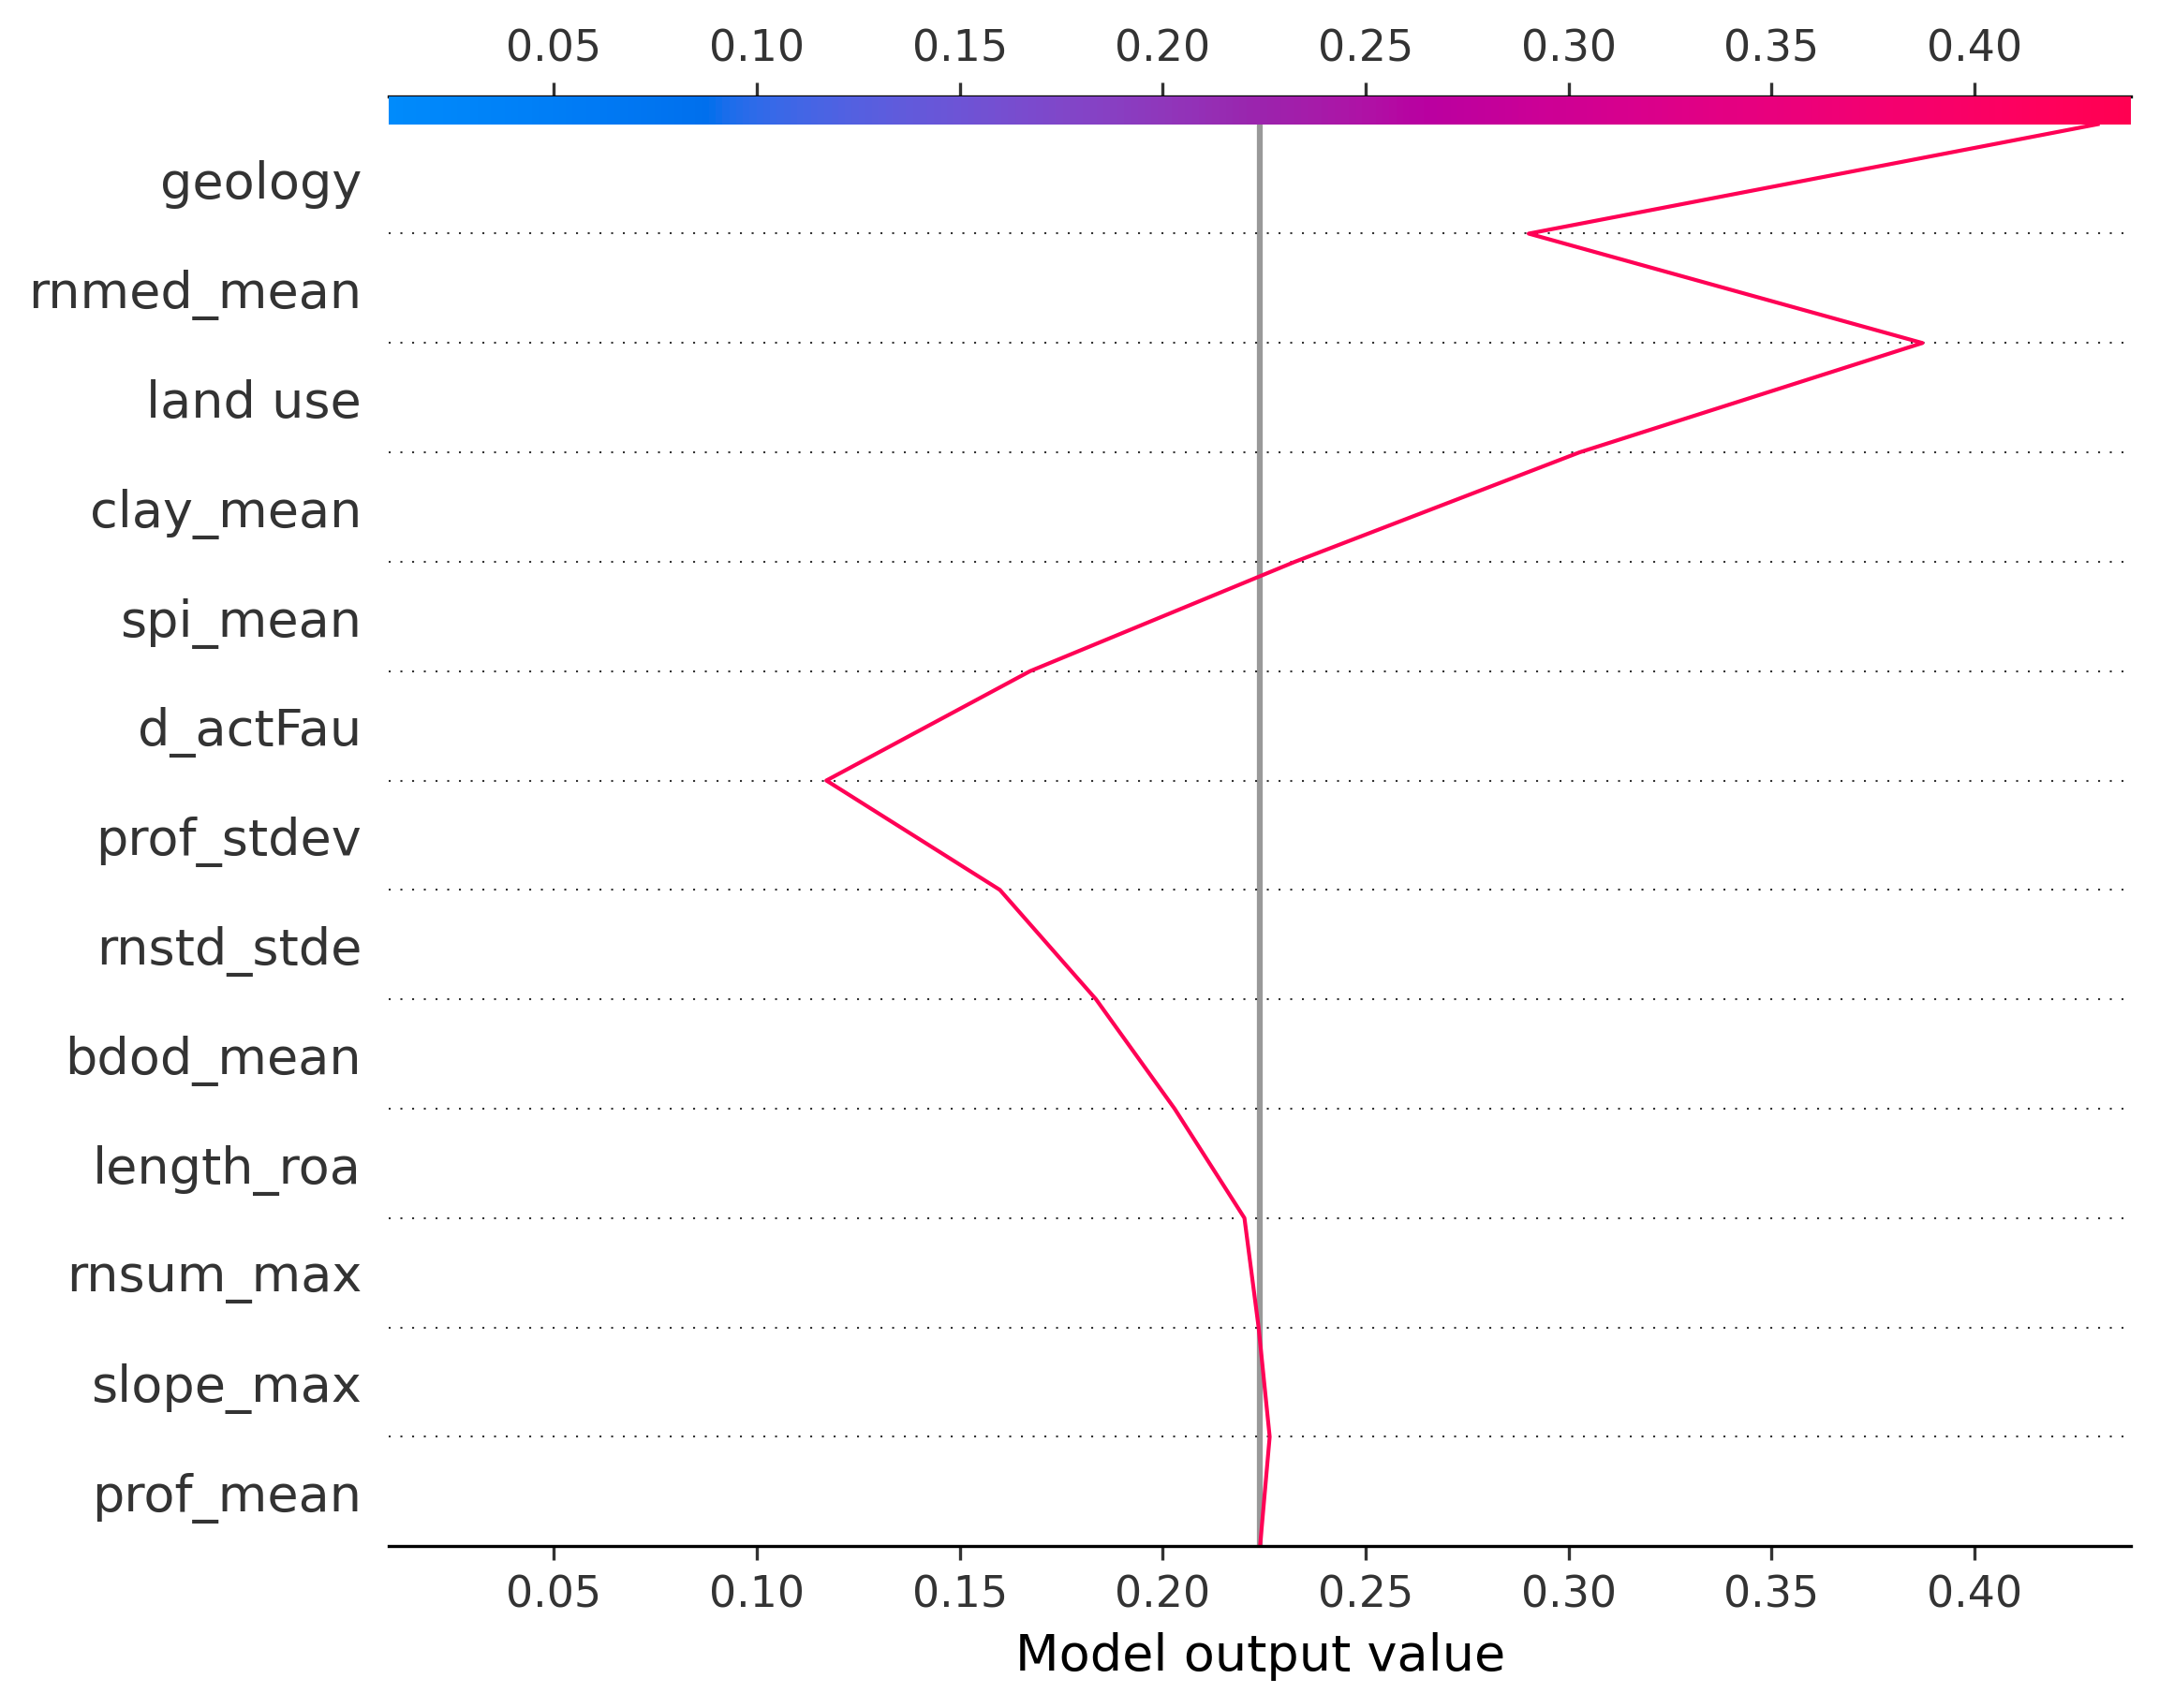 0.05 0.10 0.15 0.20 0.25 0.30 0.35 0.40
geology
rnmed_mean
land use
clay_mean
spi_mean
d_actFau
prof_stdev
rnstd_stde
bdod_mean
length_roa
rnsum_max
slope_max
prof_mean
0.05 0.10 0.15 0.20 0.25 0.30 0.35 0.40
Model output value